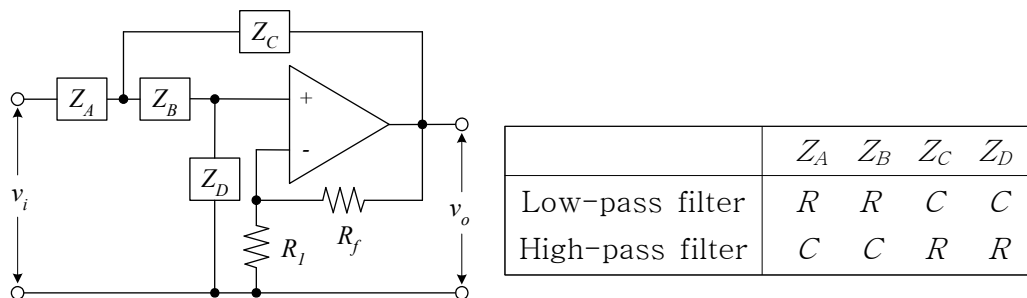 Z_C
Z_A
Z_B
+
-
Z_D
v_i
R_f
R_1
v_o
Z_A Z_B Z_C Z_D
Low-pass filter R R C C
High-pass filter C C R R